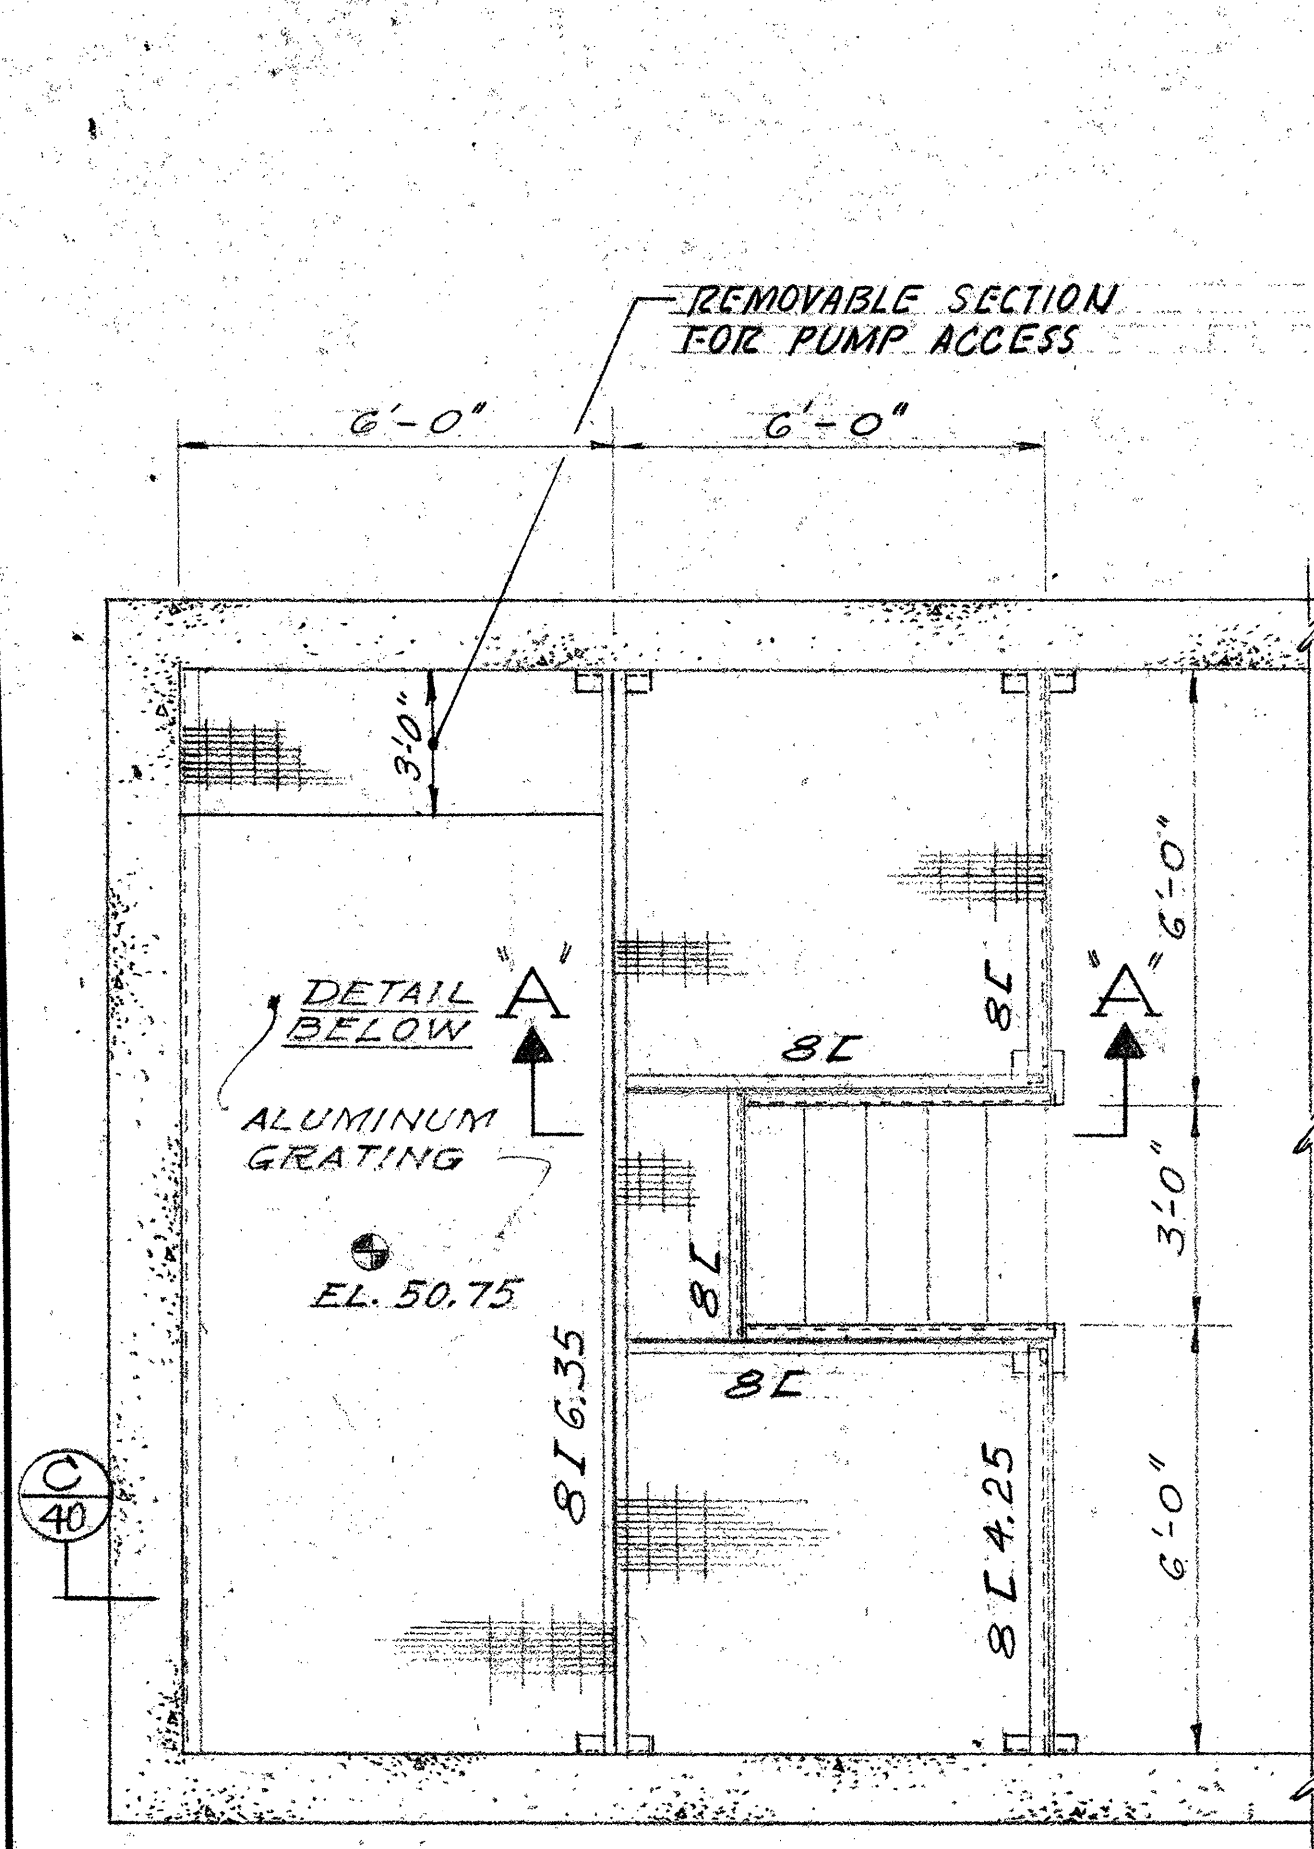 REMOVABLE SECTION
FOR PUMP ACCESS
6'-0"
6'-0"
3'-0"
6'-0"
"A"
"A"
DETAIL
BELOW
8[
8[
ALUMINUM
GRATING
3'-0"
8[
EL. 50.75
8 I 6.35
8[
8 [ 4.25
6'-0"
C
40